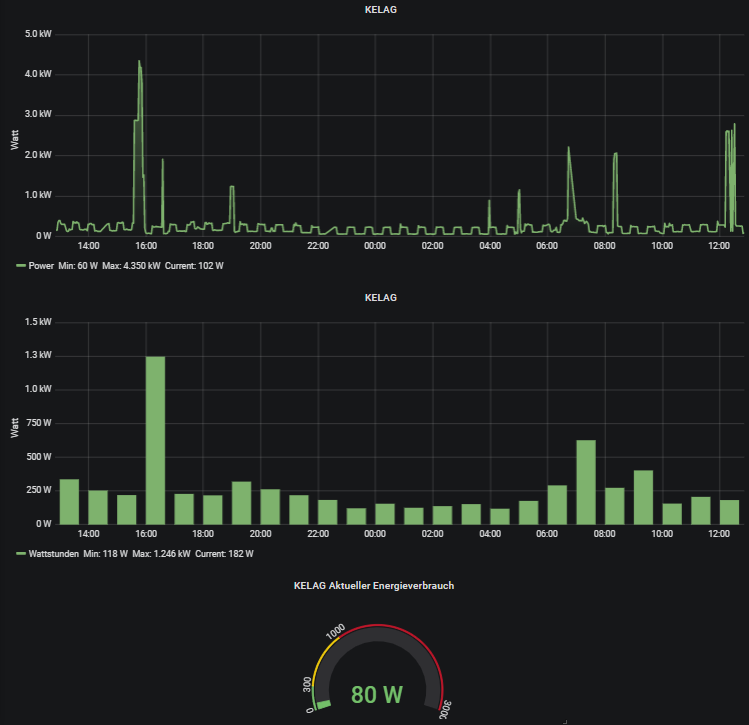 KELAG
5.0 kW
4.0 kW
3.0 kW
2.0 kW
1.0 kW
0 W
Watt
14:00 16:00 18:00 20:00 22:00 00:00 02:00 04:00 06:00 08:00 10:00 12:00
Power Min: 60 W Max: 4.350 kW Current: 102 W
KELAG
1.5 kW
1.3 kW
1.0 kW
750 W
500 W
250 W
0 W
Watt
14:00 16:00 18:00 20:00 22:00 00:00 02:00 04:00 06:00 08:00 10:00 12:00
Wattstunden Min: 118 W Max: 1.246 kW Current: 182 W
KELAG Aktueller Energieverbrauch
0
300
1000
3000
80 W